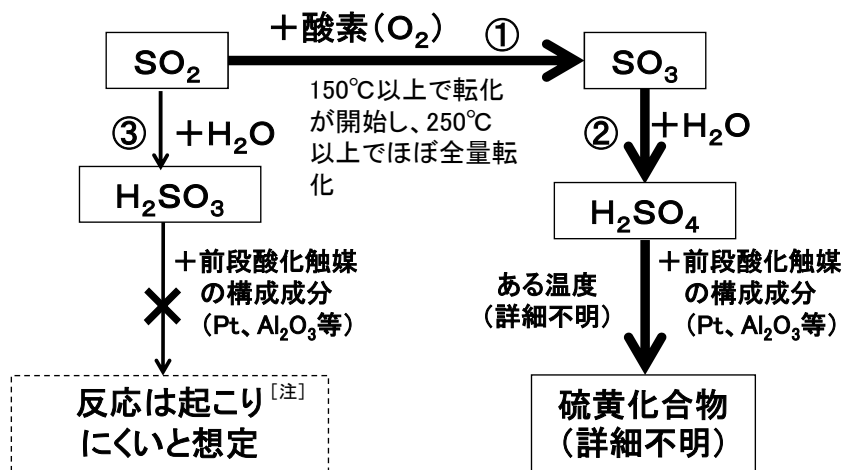 ＋酸素（O₂） ①
SO₂
SO₃
150℃以上で転化
が開始し、250℃
以上でほぼ全量転
化
③ ＋H₂O
② ＋H₂O
H₂SO₃
H₂SO₄
＋前段酸化触媒
の構成成分
（Pt、Al₂O₃等）
ある温度
（詳細不明）
＋前段酸化触媒
の構成成分
（Pt、Al₂O₃等）
反応は起こり［注］
にくいと想定
硫黄化合物
（詳細不明）